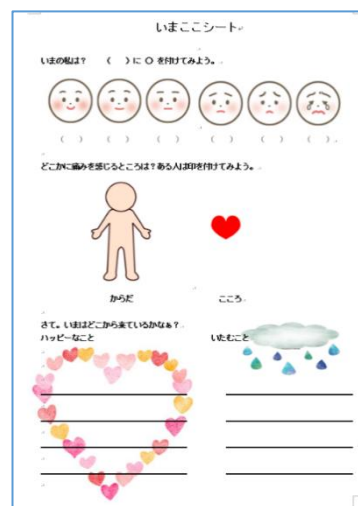 いまここシート
いまの私は? ( )に ○ を付けてみよう。
( ) ( ) ( ) ( ) ( ) ( )
どこかに痛みを感じるところは?ある人は印を付けてみよう。
からだ こころ
さて。いまはどこから来ているかなぁ?
ハッピーなこと いたむこと